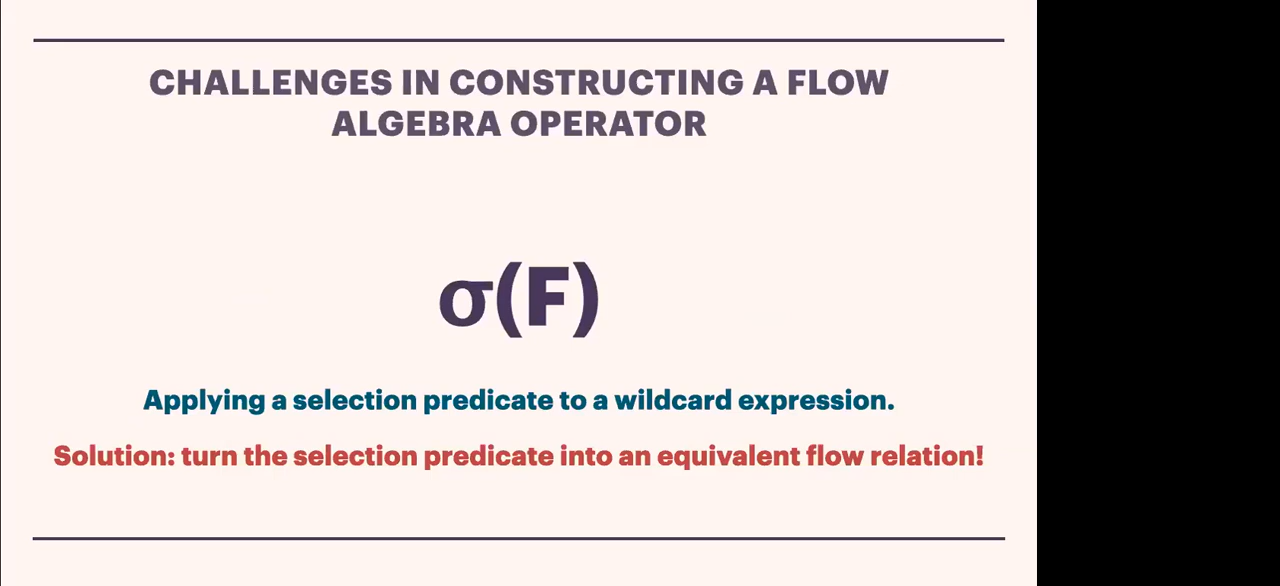 CHALLENGES IN CONSTRUCTING A FLOW
ALGEBRA OPERATOR
σ(F)
Applying a selection predicate to a wildcard expression.
Solution: turn the selection predicate into an equivalent flow relation!